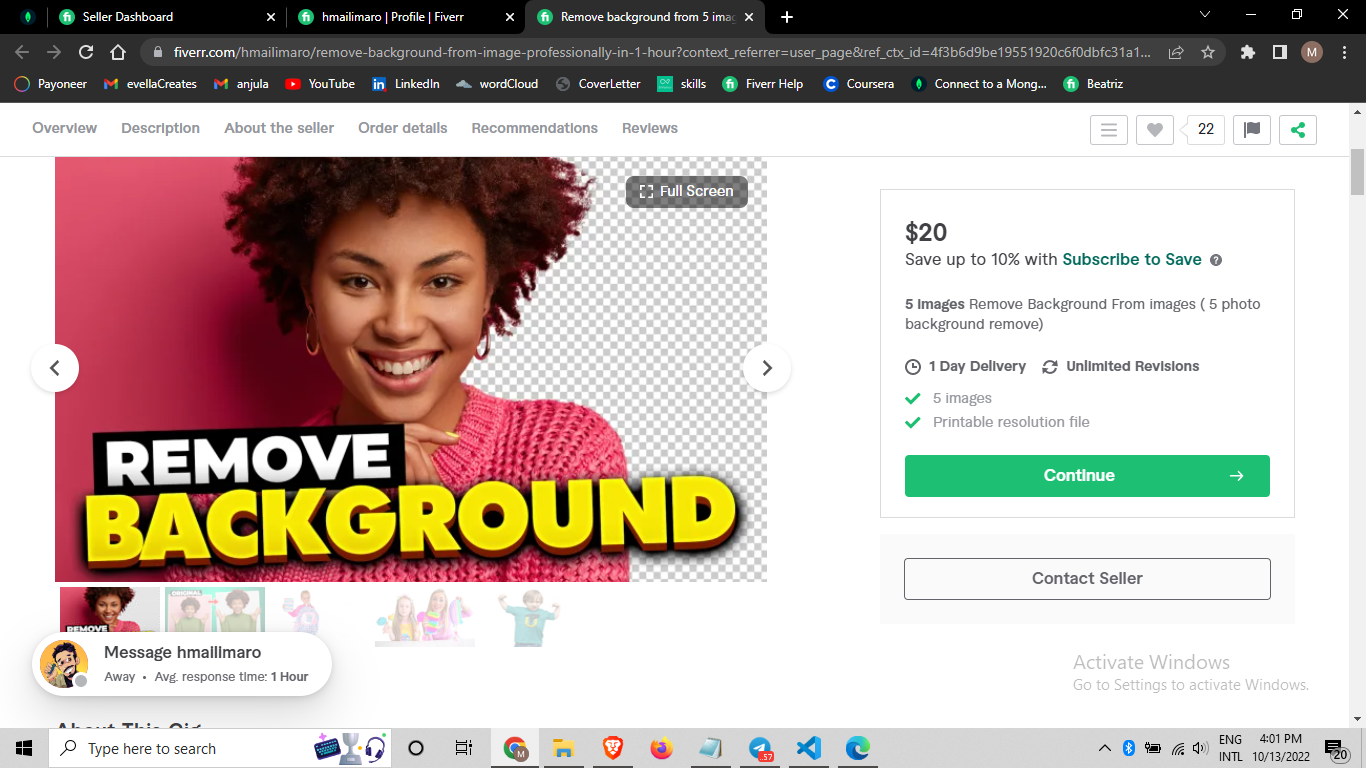 Seller Dashboard
hmailimaro | Profile | Fiverr
Remove background from 5 imag
fiverr.com/hmailimaro/remove-background-from-image-professionally-in-1-hour?context_referrer=user_page&ref_ctx_id=4f3b6d9be19551920c6f0dbfc31a1...
M
Payoneer
evellaCreates
anjula
YouTube
LinkedIn
wordCloud
CoverLetter
skills
Fiverr Help
Coursera
Connect to a Mong...
Beatriz
Overview
Description
About the seller
Order details
Recommendations
Reviews
22
Full Screen
REMOVE
BACKGROUND
$20
Save up to 10% with Subscribe to Save
5 Images Remove Background From images ( 5 photo
background remove)
1 Day Delivery
Unlimited Revisions
5 images
Printable resolution file
Continue
Contact Seller
REMOVE
ORIGINAL
Message hmailimaro
Away • Avg. response time: 1 Hour
About This Gig
Activate Windows
Go to Settings to activate Windows.
Type here to search
M
.57
ENG
INTL
4:01 PM
10/13/2022
20